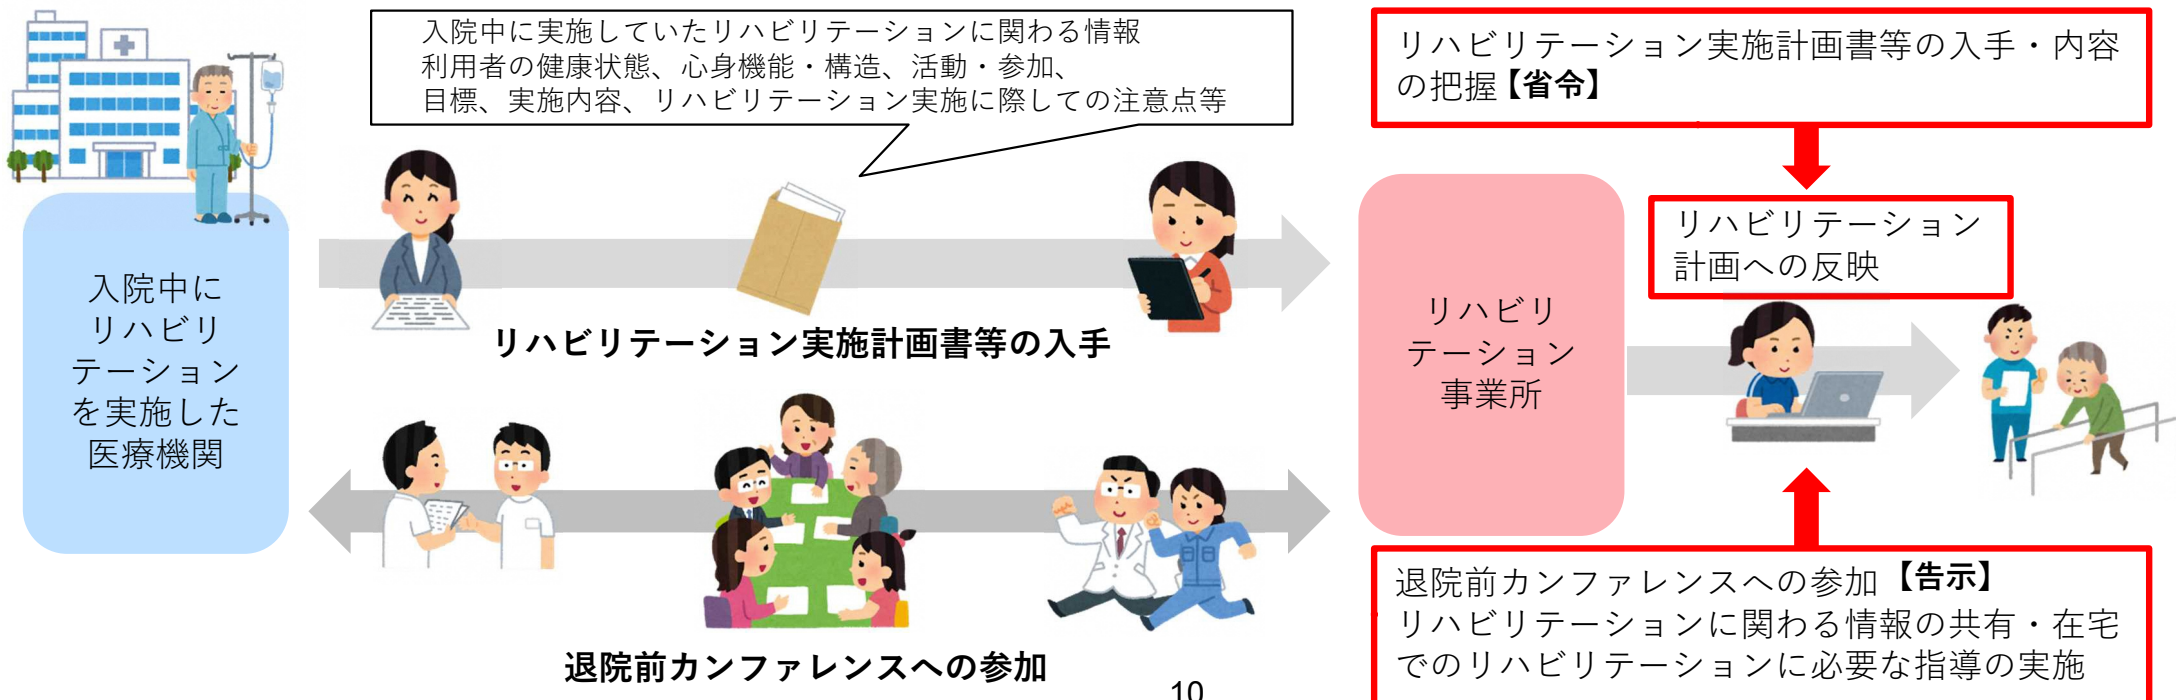 入院中に実施していたリハビリテーションに関わる情報
利用者の健康状態、心身機能・構造、活動・参加、
目標、実施内容、リハビリテーション実施に際しての注意点等
リハビリテーション実施計画書等の入手・内容
の把握【省令】
入院中に
リハビリ
テーション
を実施した
医療機関
リハビリテーション実施計画書等の入手
リハビリ
テーション
事業所
リハビリテーション
計画への反映
退院前カンファレンスへの参加
退院前カンファレンスへの参加【告示】
リハビリテーションに関わる情報の共有・在宅
でのリハビリテーションに必要な指導の実施
10